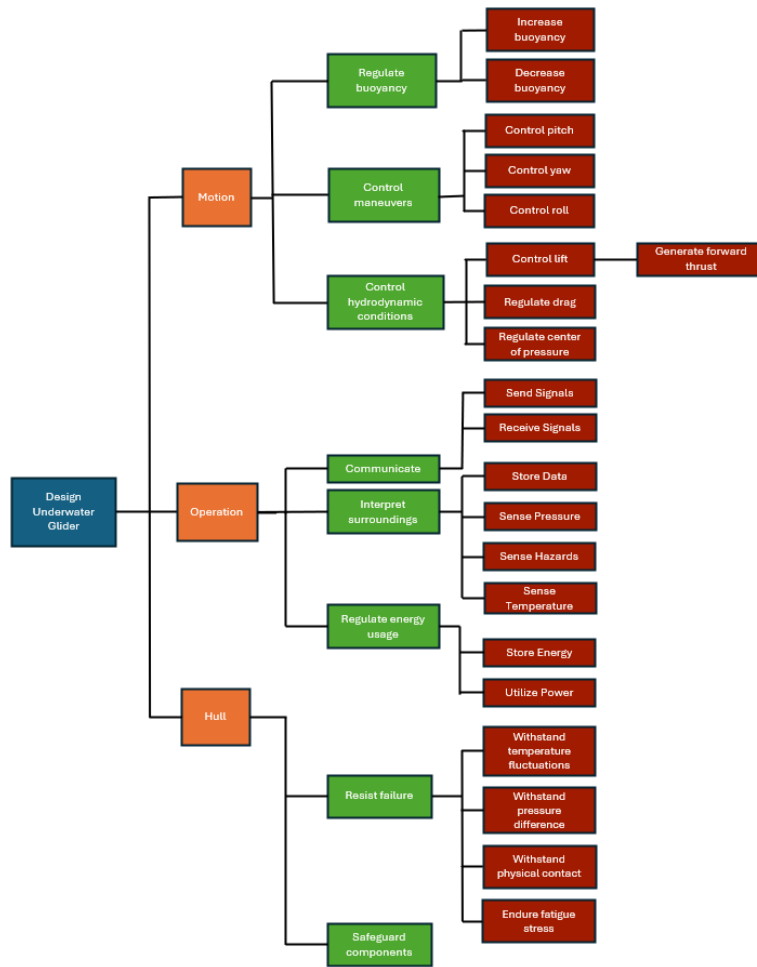 Increase
buoyancy
Regulate
buoyancy
Decrease
buoyancy
Control pitch
Motion
Control
maneuvers
Control yaw
Control roll
Control
hydrodynamic
conditions
Control lift
Generate forward
thrust
Regulate drag
Regulate center
of pressure
Send Signals
Receive Signals
Communicate
Design
Underwater
Glider
Operation
Interpret
surroundings
Store Data
Sense Pressure
Sense Hazards
Sense
Temperature
Regulate energy
usage
Store Energy
Utilize Power
Hull
Withstand
temperature
fluctuations
Resist failure
Withstand
pressure
difference
Withstand
physical contact
Endure fatigue
stress
Safeguard
components